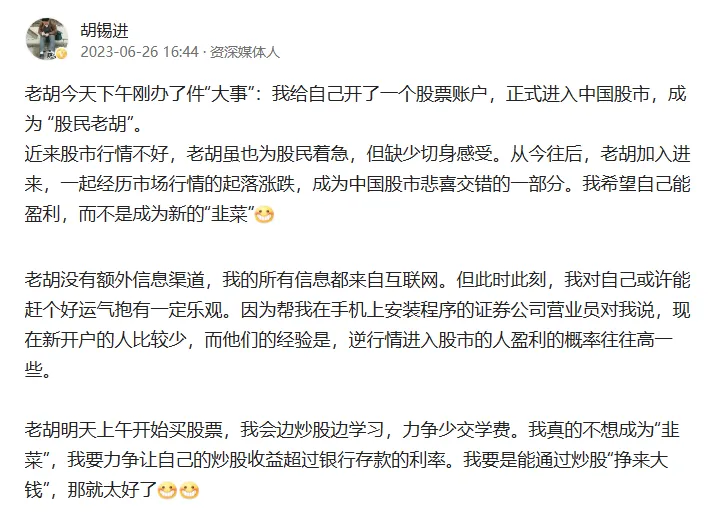 胡锡进
2023-06-26 16:44 · 资深媒体人
老胡今天下午刚办了件“大事”：我给自己开了一个股票账户，正式进入中国股市，成
为 “股民老胡”。
近来股市行情不好，老胡虽也为股民着急，但缺少切身感受。从今往后，老胡加入进
来，一起经历市场行情的起落涨跌，成为中国股市悲喜交错的一部分。我希望自己能
盈利，而不是成为新的“韭菜”😁
老胡没有额外信息渠道，我的所有信息都来自互联网。但此时此刻，我对自己或许能
赶个好运气抱有一定乐观。因为帮我在手机上安装程序的证券公司营业员对我说，现
在新开户的人比较少，而他们的经验是，逆行情进入股市的人盈利的概率往往高一
些。
老胡明天上午开始买股票，我会边炒股边学习，力争少交学费。我真的不想成为“韭
菜”，我要力争让自己的炒股收益超过银行存款的利率。我要是能通过炒股“挣来大
钱”，那就太好了😁😁